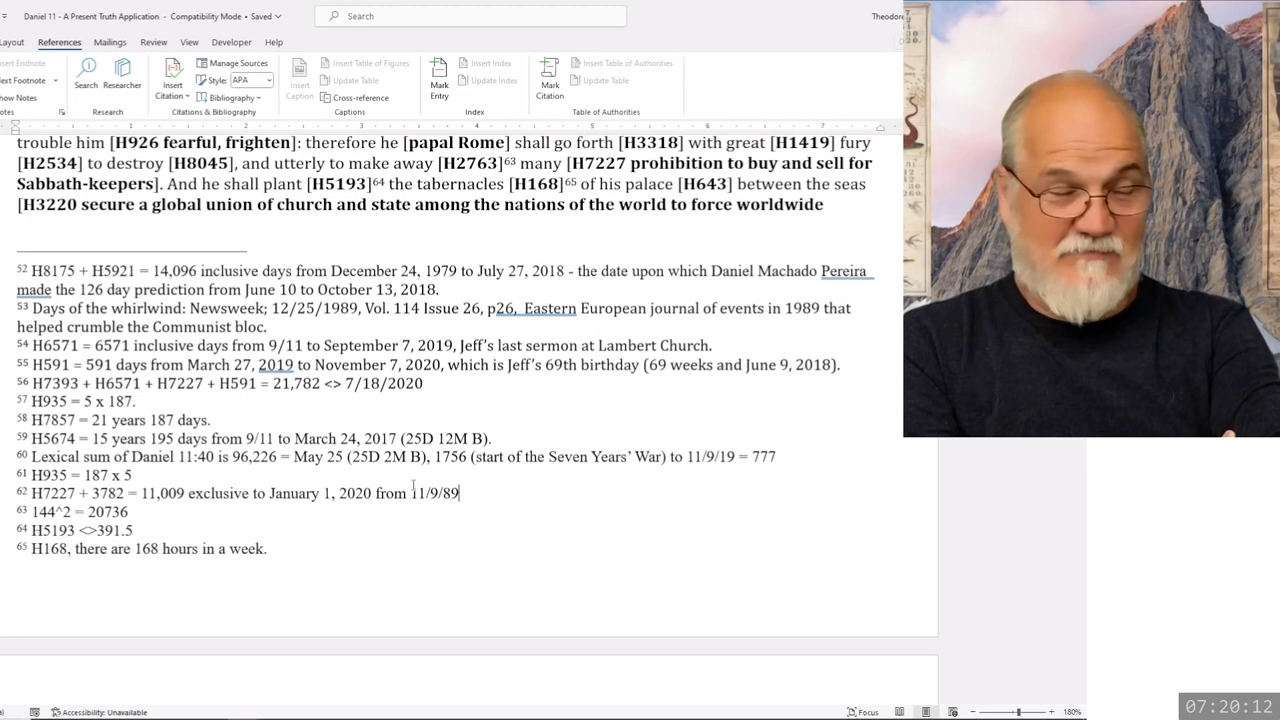 Daniel 11 - A Present Truth Application - Compatibility Mode • Saved
Search
Theodore
Layout References Mailings Review View Developer Help
Insert Endnote
Next Footnote
Show Notes
Search
Researcher
Research
Insert Citation
Manage Sources
Style: APA
Bibliography
Citations & Bibliography
Insert Caption
Insert Table of Figures
Update Table
Cross-reference
Captions
Mark Entry
Insert Index
Update Index
Index
Mark Citation
Insert Table of Authorities
Update Table
Table of Authorities
1 2 3 4 5 6 7
trouble him [H926 fearful, frighten]: therefore he [papal Rome] shall go forth [H3318] with great [H1419] fury
[H2534] to destroy [H8045], and utterly to make away [H2763]63 many [H7227 prohibition to buy and sell for
Sabbath-keepers]. And he shall plant [H5193]64 the tabernacles [H168]65 of his palace [H643] between the seas
[H3220 secure a global union of church and state among the nations of the world to force worldwide
52 H8175 + H5921 = 14,096 inclusive days from December 24, 1979 to July 27, 2018 - the date upon which Daniel Machado Pereira
made the 126 day prediction from June 10 to October 13, 2018.
53 Days of the whirlwind: Newsweek; 12/25/1989, Vol. 114 Issue 26, p26, Eastern European journal of events in 1989 that
helped crumble the Communist bloc.
54 H6571 = 6571 inclusive days from 9/11 to September 7, 2019, Jeff's last sermon at Lambert Church.
55 H591 = 591 days from March 27, 2019 to November 7, 2020, which is Jeff's 69th birthday (69 weeks and June 9, 2018).
56 H7393 + H6571 + H7227 + H591 = 21,782 <> 7/18/2020
57 H935 = 5 x 187.
58 H7857 = 21 years 187 days.
59 H5674 = 15 years 195 days from 9/11 to March 24, 2017 (25D 12M B).
60 Lexical sum of Daniel 11:40 is 96,226 = May 25 (25D 2M B), 1756 (start of the Seven Years' War) to 11/9/19 = 777
61 H935 = 187 x 5
62 H7227 + 3782 = 11,009 exclusive to January 1, 2020 from 11/9/89
63 144^2 = 20736
64 H5193 <>391.5
65 H168, there are 168 hours in a week.
Accessibility: Unavailable
Focus
180%
07:20:12